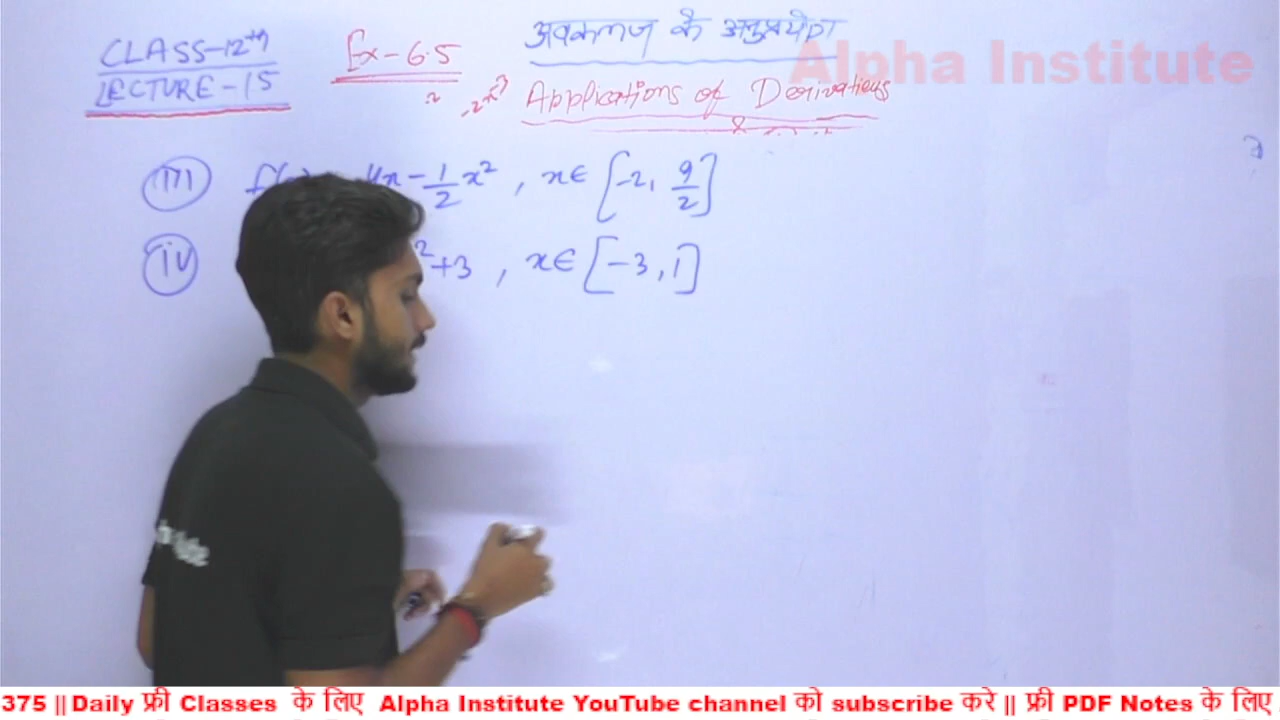 CLASS-12th
LECTURE-15
Ex-6.5
अवकलज के अनुप्रयोग
Applications of Derivatives
Alpha Institute
(iii) 4x - 1/2 x², x∈ [-2, 9/2]
(iv) ²+3, x∈ [-3, 1]
375 || Daily फ्री Classes के लिए Alpha Institute YouTube channel को subscribe करे || फ्री PDF Notes के लिए